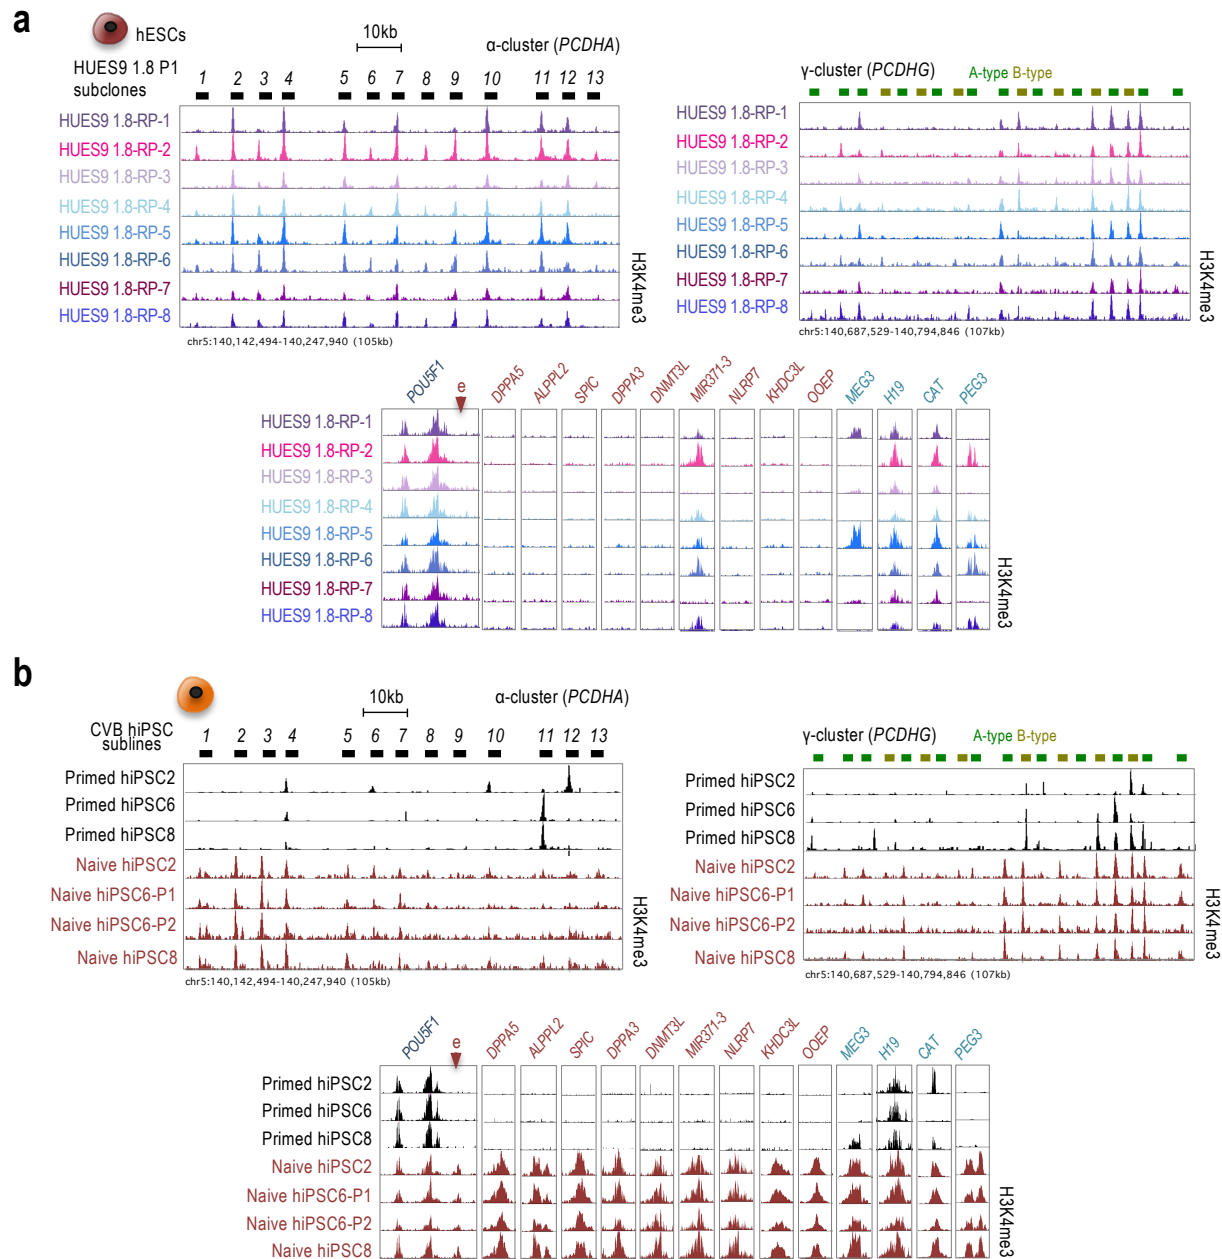 a
hESCs
10kb
α-cluster (PCDHA)
HUES9 1.8 P1
subclones
1 2 3 4 5 6 7 8 9 10 11 12 13
γ-cluster (PCDHG)
A-type B-type
HUES9 1.8-RP-1
HUES9 1.8-RP-2
HUES9 1.8-RP-3
HUES9 1.8-RP-4
HUES9 1.8-RP-5
HUES9 1.8-RP-6
HUES9 1.8-RP-7
HUES9 1.8-RP-8
H3K4me3
chr5:140,142,494-140,247,940 (105kb)
HUES9 1.8-RP-1
HUES9 1.8-RP-2
HUES9 1.8-RP-3
HUES9 1.8-RP-4
HUES9 1.8-RP-5
HUES9 1.8-RP-6
HUES9 1.8-RP-7
HUES9 1.8-RP-8
H3K4me3
chr5:140,687,529-140,794,846 (107kb)
POU5F1 e DPPA5 ALPPL2 SPIC DPPA3 DNMT3L MIR371-3 NLRP7 KHDC3L OOEP MEG3 H19 CAT PEG3
HUES9 1.8-RP-1
HUES9 1.8-RP-2
HUES9 1.8-RP-3
HUES9 1.8-RP-4
HUES9 1.8-RP-5
HUES9 1.8-RP-6
HUES9 1.8-RP-7
HUES9 1.8-RP-8
H3K4me3
b
10kb
α-cluster (PCDHA)
CVB hiPSC
sublines
1 2 3 4 5 6 7 8 9 10 11 12 13
γ-cluster (PCDHG)
A-type B-type
Primed hiPSC2
Primed hiPSC6
Primed hiPSC8
Naive hiPSC2
Naive hiPSC6-P1
Naive hiPSC6-P2
Naive hiPSC8
H3K4me3
chr5:140,142,494-140,247,940 (105kb)
Primed hiPSC2
Primed hiPSC6
Primed hiPSC8
Naive hiPSC2
Naive hiPSC6-P1
Naive hiPSC6-P2
Naive hiPSC8
H3K4me3
chr5:140,687,529-140,794,846 (107kb)
POU5F1 e DPPA5 ALPPL2 SPIC DPPA3 DNMT3L MIR371-3 NLRP7 KHDC3L OOEP MEG3 H19 CAT PEG3
Primed hiPSC2
Primed hiPSC6
Primed hiPSC8
Naive hiPSC2
Naive hiPSC6-P1
Naive hiPSC6-P2
Naive hiPSC8
H3K4me3